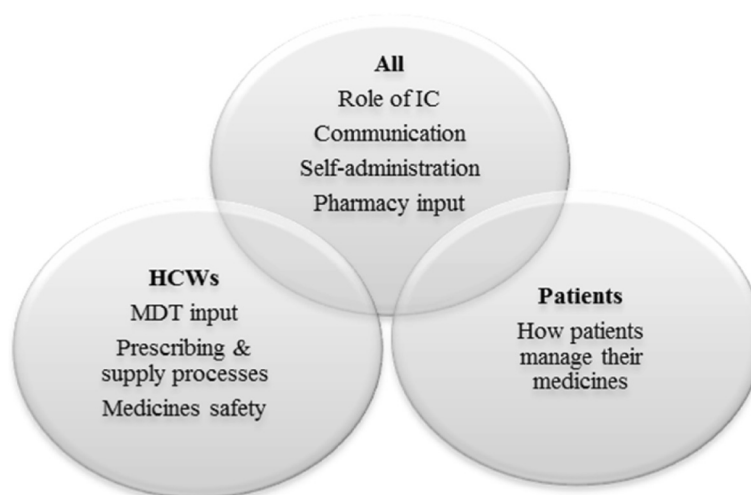 All
Role of IC
Communication
Self-administration
Pharmacy input
HCWs
MDT input
Prescribing &
supply processes
Medicines safety
Patients
How patients
manage their
medicines